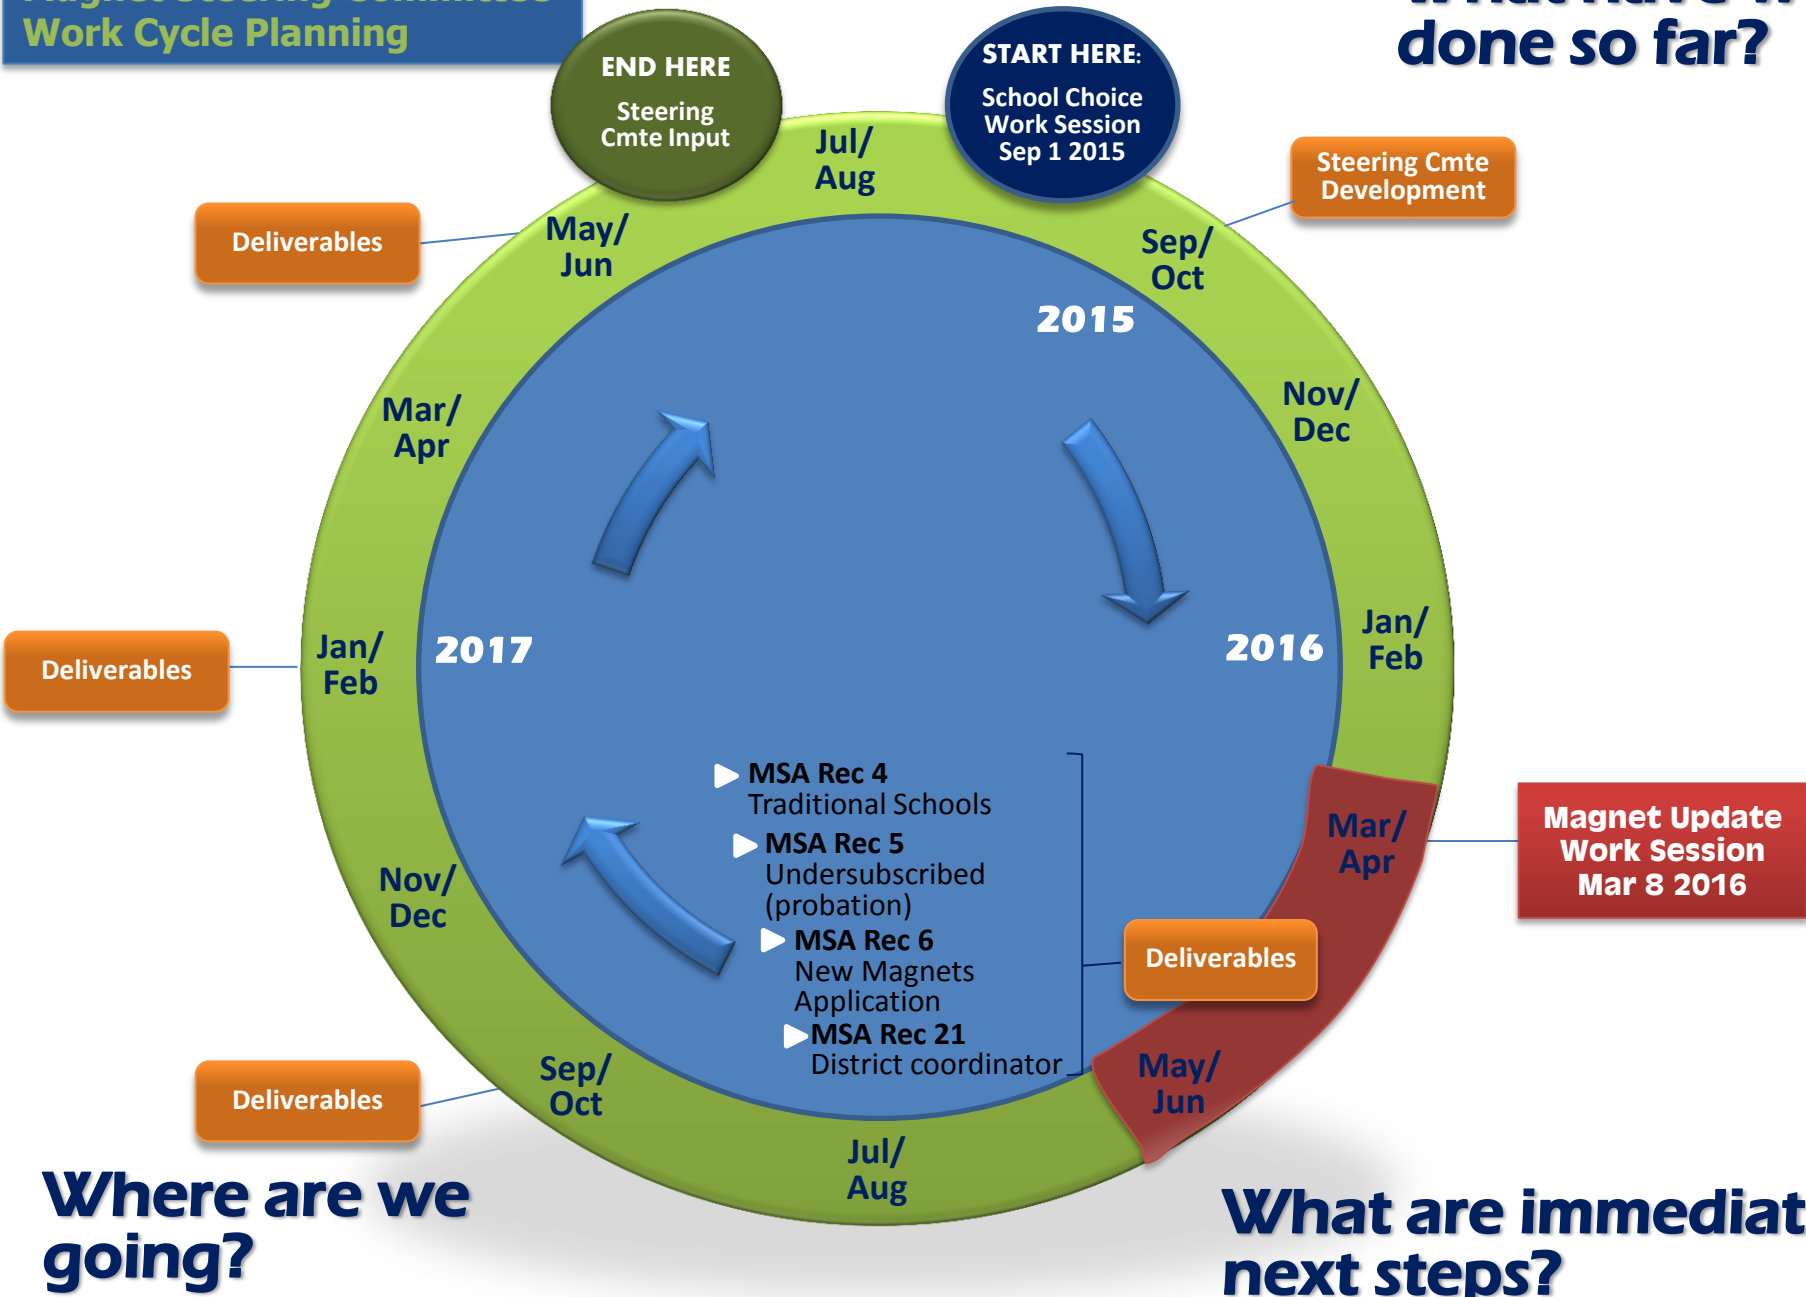 Magnet Steering Committee
Work Cycle Planning
done so far?
END HERE
Steering
Cmte Input
START HERE:
School Choice
Work Session
Sep 1 2015
Jul/
Aug
Steering Cmte
Development
Deliverables
May/
Jun
Sep/
Oct
2015
Mar/
Apr
Nov/
Dec
Deliverables
Jan/
Feb
2017
2016
Jan/
Feb
MSA Rec 4
Traditional Schools
MSA Rec 5
Undersubscribed
(probation)
MSA Rec 6
New Magnets
Application
MSA Rec 21
District coordinator
Deliverables
Mar/
Apr
Magnet Update
Work Session
Mar 8 2016
Nov/
Dec
Deliverables
Sep/
Oct
May/
Jun
Jul/
Aug
Where are we
going?
What are immediat
next steps?